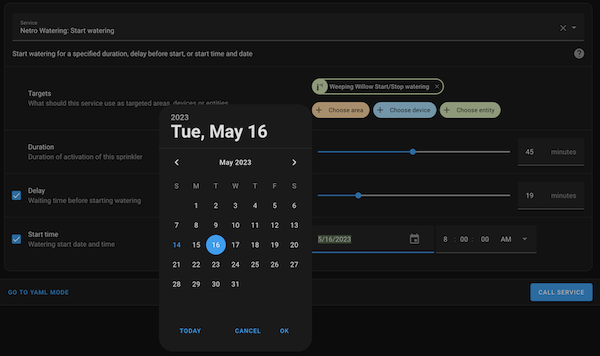 Service
Netro Watering: Start watering
Start watering for a specified duration, delay before start, or start time and date
Targets
What should this service use as targeted areas, devices or entities
Weeping Willow Start/Stop watering
Choose area
Choose device
Choose entity
Duration
Duration of activation of this sprinkler
45 minutes
Delay
Waiting time before starting watering
19 minutes
Start time
Watering start date and time
5/16/2023
8 : 00 : 00 AM
2023
Tue, May 16
May 2023
S M T W T F S
1 2 3 4 5 6
7 8 9 10 11 12 13
14 15 16 17 18 19 20
21 22 23 24 25 26 27
28 29 30 31
TODAY CANCEL OK
GO TO YAML MODE
CALL SERVICE